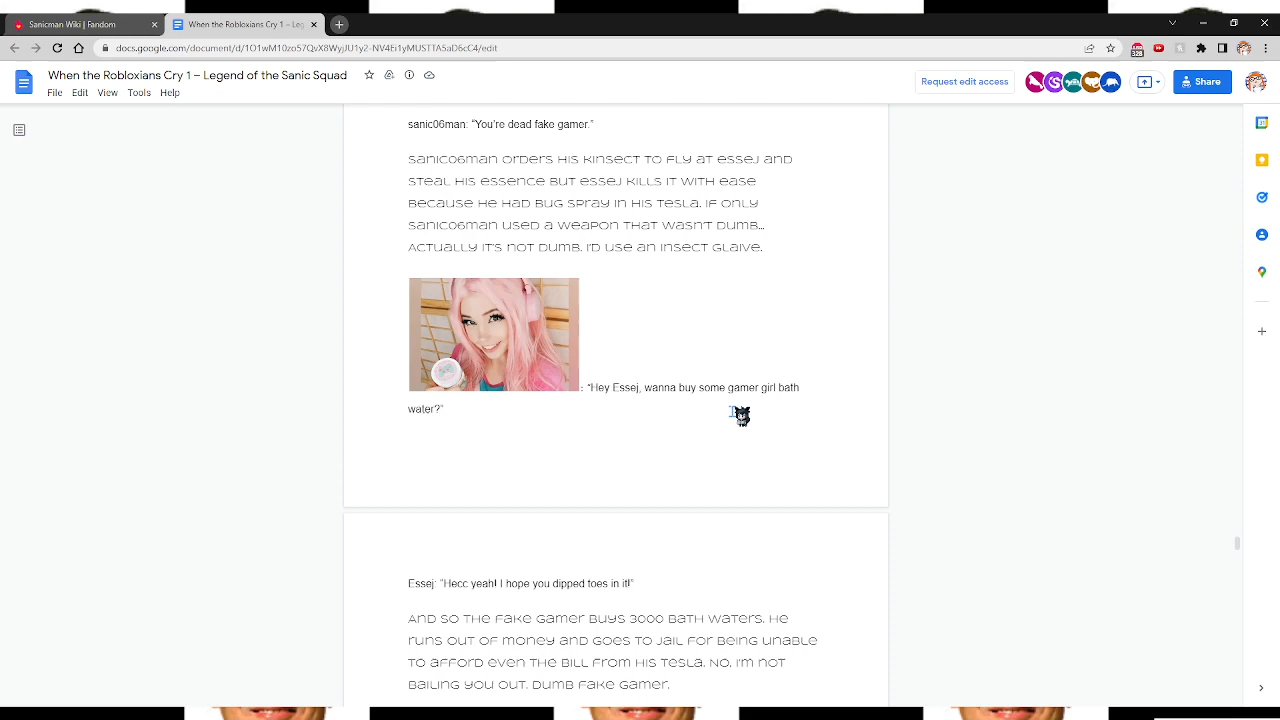 Sanicman Wiki | Fandom
When the Robloxians Cry 1 – Leg
docs.google.com/document/d/1O1wM10zo57QvX8WyjJU1y2-NV4Ei1yMUSTTA5aD6cC4/edit
When the Robloxians Cry 1 – Legend of the Sanic Squad
File Edit View Tools Help
Request edit access
Share
sanic06man: “You're dead fake gamer.”
sanic06man orders his kinsect to fly at essej and
steal his essence but essej kills it with ease
because he had bug spray in his tesla. If only
sanic06man used a weapon that wasn't dumb...
Actually it's not dumb. I'd use an insect glaive.
: “Hey Essej, wanna buy some gamer girl bath
water?”
Essej: “Hecc yeah! I hope you dipped toes in it!”
And so the fake gamer buys 3000 bath waters. He
runs out of money and goes to jail for being unable
to afford even the bill from his tesla. No, I'm not
bailing you out, dumb fake gamer.